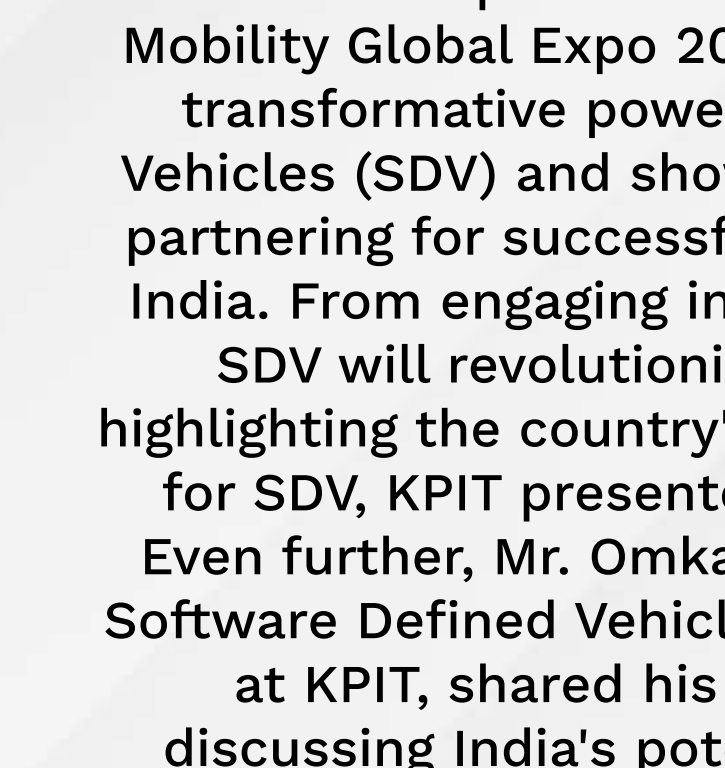 Mobility Global Expo 20
transformative powe
Vehicles (SDV) and show
partnering for successf
India. From engaging in
SDV will revolutioni
highlighting the country'
for SDV, KPIT presente
Even further, Mr. Omka
Software Defined Vehicl
at KPIT, shared his
discussing India's pot